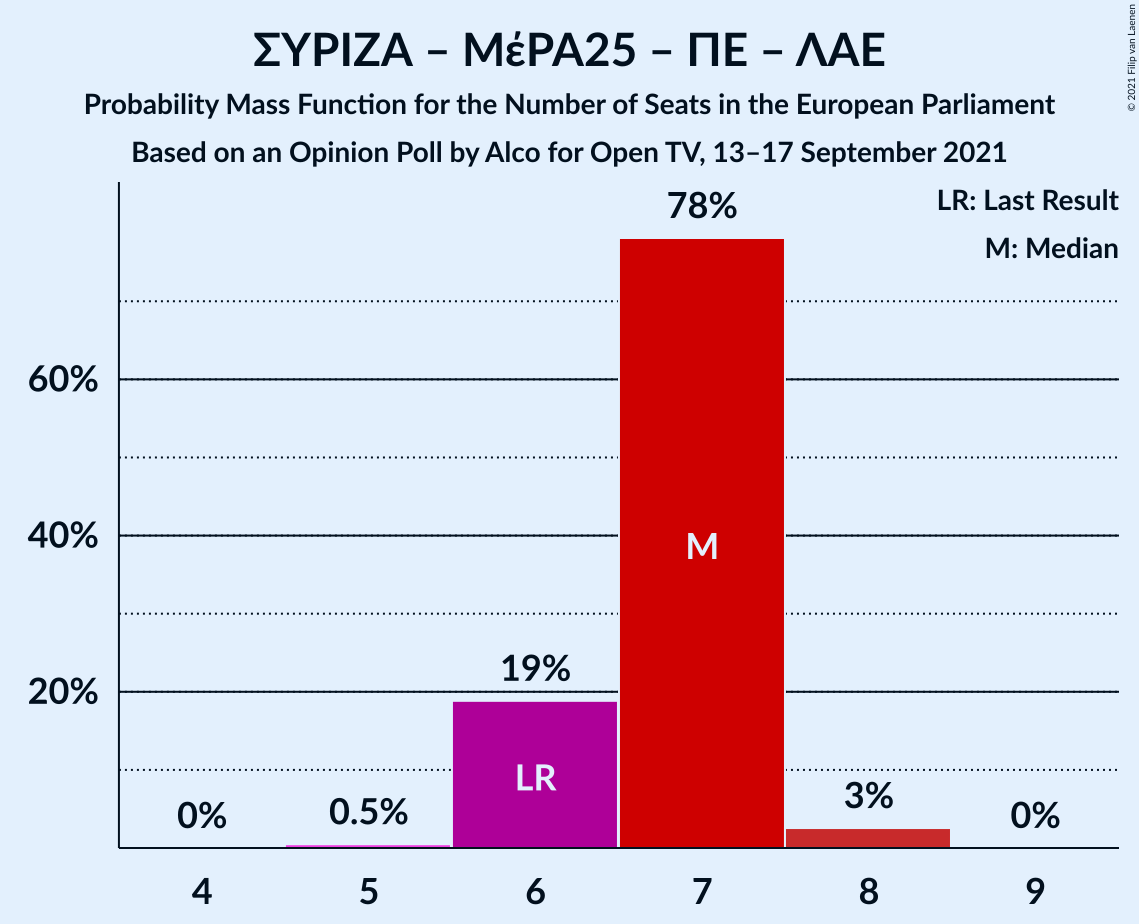 ΣΥΡΙΖΑ – ΜέΡΑ25 – ΠΕ – ΛΑΕ
Probability Mass Function for the Number of Seats in the European Parliament
Based on an Opinion Poll by Alco for Open TV, 13–17 September 2021
© 2021 Filip van Laenen
LR: Last Result
M: Median
78%
60%
40%
M
19%
20%
LR
0%
0.5%
3%
0%
4 5 6 7 8 9